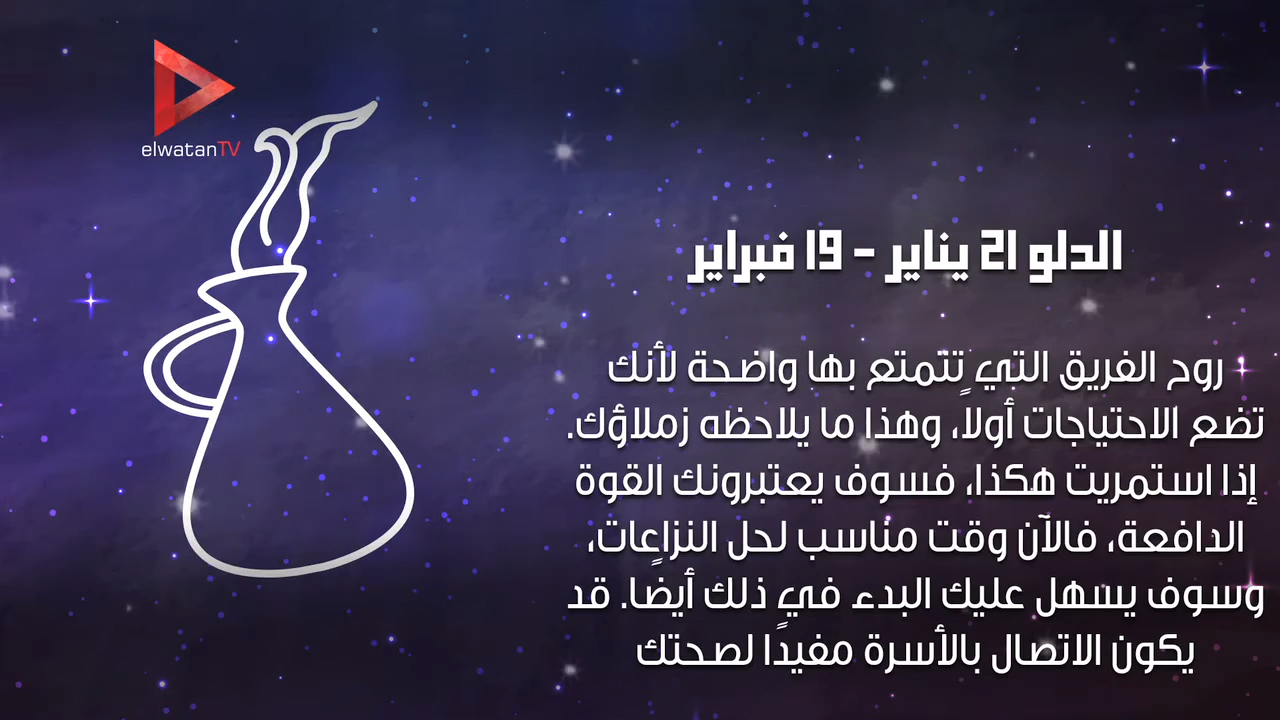 elwatanTV
الدلو 21 يناير - 19 فبراير
روح الفريق التي تتمتع بها واضحة لأنك
تضع الاحتياجات أولاً، وهذا ما يلاحظه زملاؤك.
إذا استمريت هكذا، فسوف يعتبرونك القوة
الدافعة، فالآن وقت مناسب لحل النزاعات،
وسوف يسهل عليك البدء في ذلك أيضًا. قد
يكون الاتصال بالأسرة مفيدًا لصحتك